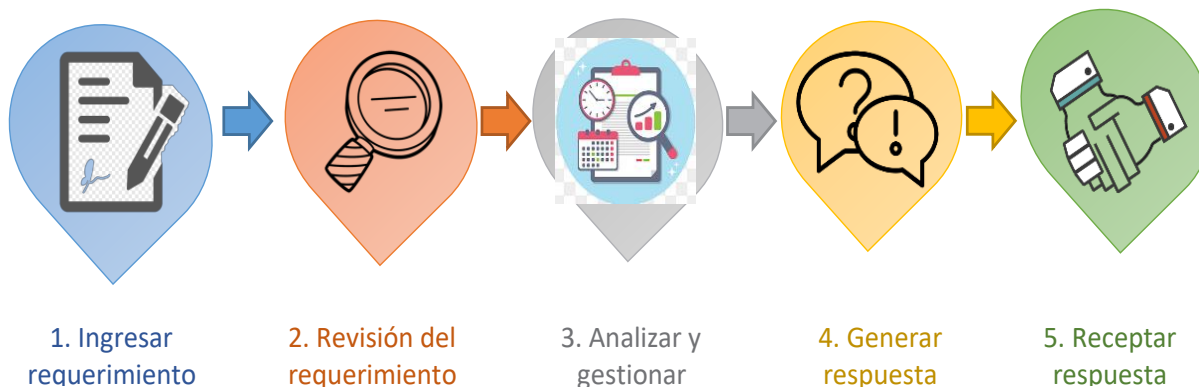 1. Ingresar
requerimiento
2. Revisión del
requerimiento
3. Analizar y
gestionar
4. Generar
respuesta
5. Receptar
respuesta